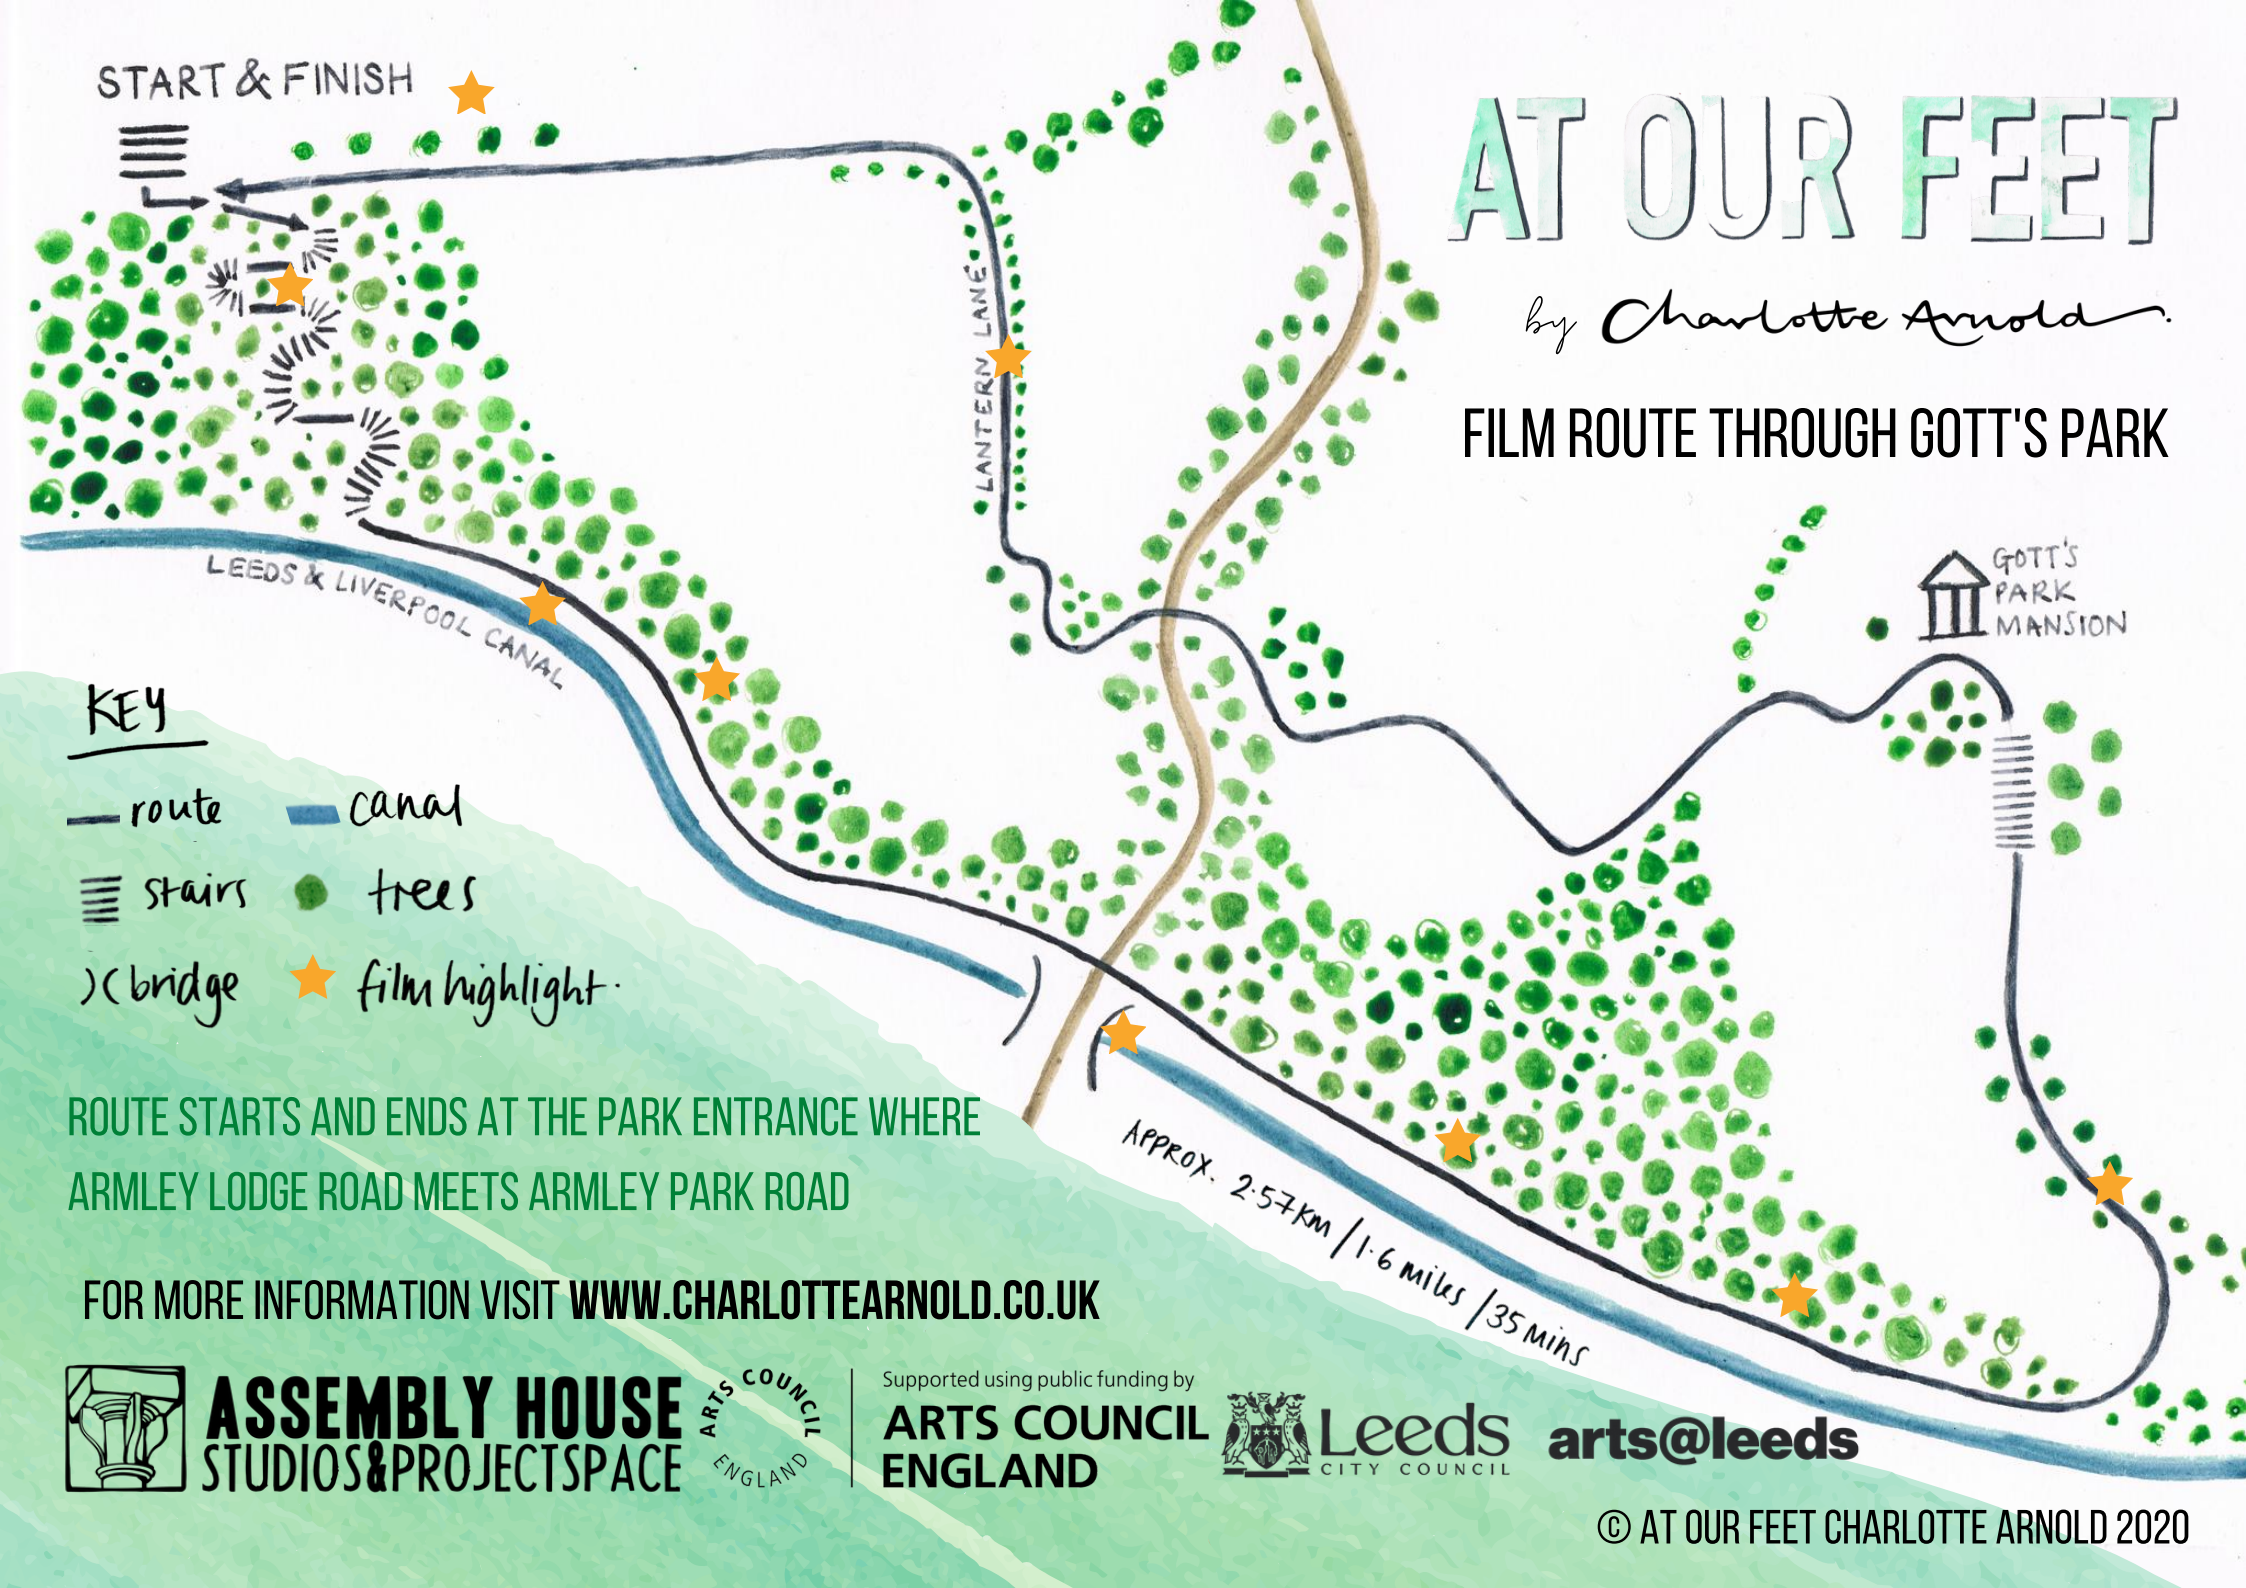 START & FINISH
AT OUR FEET
by Charlotte Arnold.
FILM ROUTE THROUGH GOTT'S PARK
LANTERN LANE
GOTT'S
PARK
MANSION
LEEDS & LIVERPOOL CANAL
KEY
route
canal
stairs
trees
)( bridge
film highlight.
APPROX. 2.57KM / 1.6 miles / 35 mins
ROUTE STARTS AND ENDS AT THE PARK ENTRANCE WHERE
ARMLEY LODGE ROAD MEETS ARMLEY PARK ROAD
FOR MORE INFORMATION VISIT WWW.CHARLOTTEARNOLD.CO.UK
ASSEMBLY HOUSE
STUDIOS&PROJECTSPACE
ARTS COUNCIL
ENGLAND
Supported using public funding by
ARTS COUNCIL
ENGLAND
Leeds
CITY COUNCIL
arts@leeds
© AT OUR FEET CHARLOTTE ARNOLD 2020